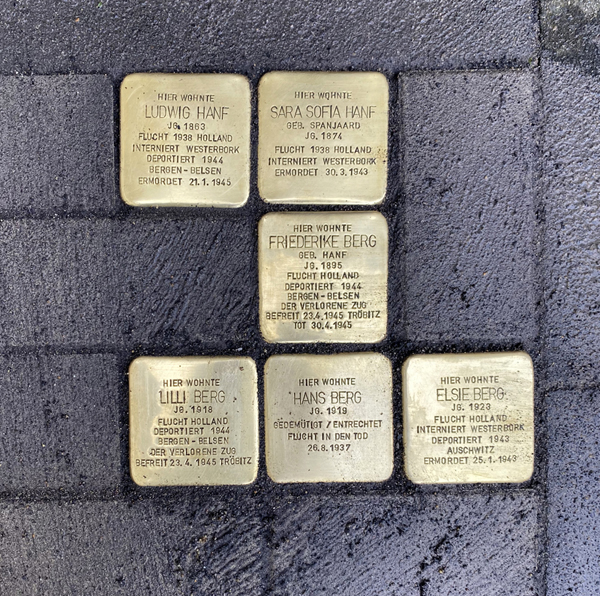 HIER WOHNTE
LUDWIG HANF
JG. 1863
FLUCHT 1938 HOLLAND
INTERNIERT WESTERBORK
DEPORTIERT 1944
BERGEN-BELSEN
ERMORDET 21.1.1945
HIER WOHNTE
SARA SOFIA HANF
GEB. SPANJAARD
JG. 1874
FLUCHT 1938 HOLLAND
INTERNIERT WESTERBORK
ERMORDET 30.3.1943
HIER WOHNTE
FRIEDERIKE BERG
GEB. HANF
JG. 1895
FLUCHT HOLLAND
DEPORTIERT 1944
BERGEN-BELSEN
DER VERLORENE ZUG
BEFREIT 23.4.1945 TRÖBITZ
TOT 30.4.1945
HIER WOHNTE
LILLI BERG
JG. 1918
FLUCHT HOLLAND
DEPORTIERT 1944
BERGEN-BELSEN
DER VERLORENE ZUG
BEFREIT 23.4.1945 TRÖBITZ
HIER WOHNTE
HANS BERG
JG. 1919
GEDEMÜTIGT / ENTRECHTET
FLUCHT IN DEN TOD
26.8.1937
HIER WOHNTE
ELSIE BERG
JG. 1923
FLUCHT HOLLAND
INTERNIERT WESTERBORK
DEPORTIERT 1943
AUSCHWITZ
ERMORDET 25.1.1943